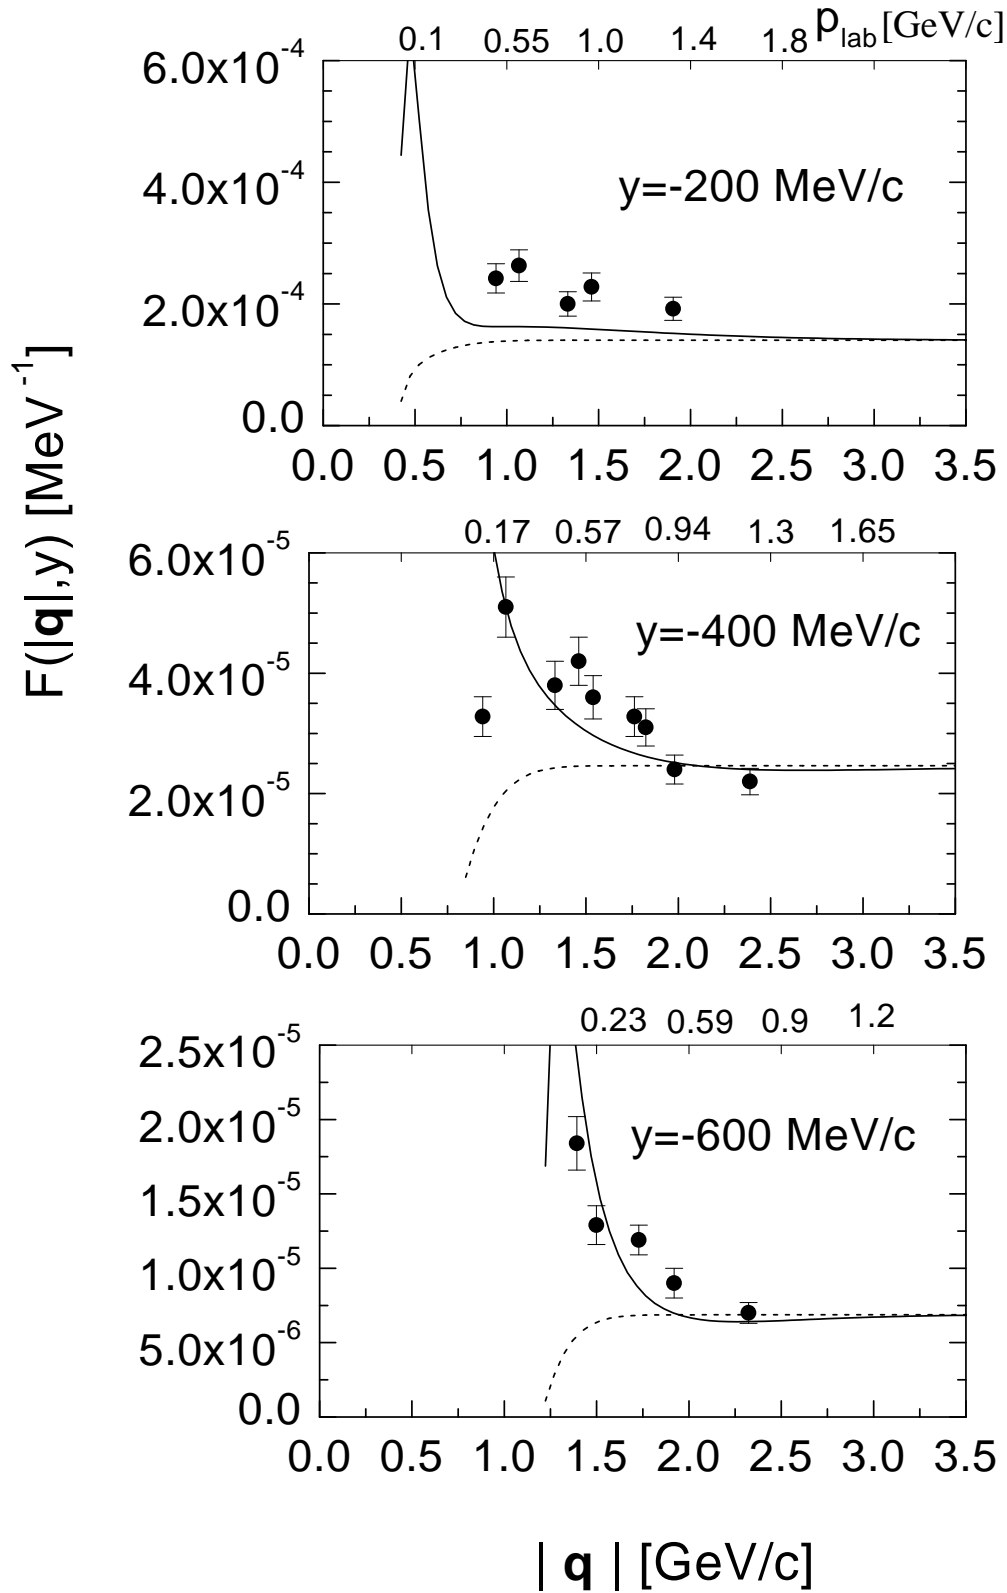 0.1 0.55 1.0 1.4 1.8 p_lab [GeV/c]
6.0x10^-4
4.0x10^-4
y=-200 MeV/c
2.0x10^-4
0.0
0.0 0.5 1.0 1.5 2.0 2.5 3.0 3.5
F(|q|,y) [MeV^-1]
0.17 0.57 0.94 1.3 1.65
6.0x10^-5
y=-400 MeV/c
4.0x10^-5
2.0x10^-5
0.0
0.0 0.5 1.0 1.5 2.0 2.5 3.0 3.5
0.23 0.59 0.9 1.2
2.5x10^-5
2.0x10^-5
y=-600 MeV/c
1.5x10^-5
1.0x10^-5
5.0x10^-6
0.0
0.0 0.5 1.0 1.5 2.0 2.5 3.0 3.5
| q | [GeV/c]